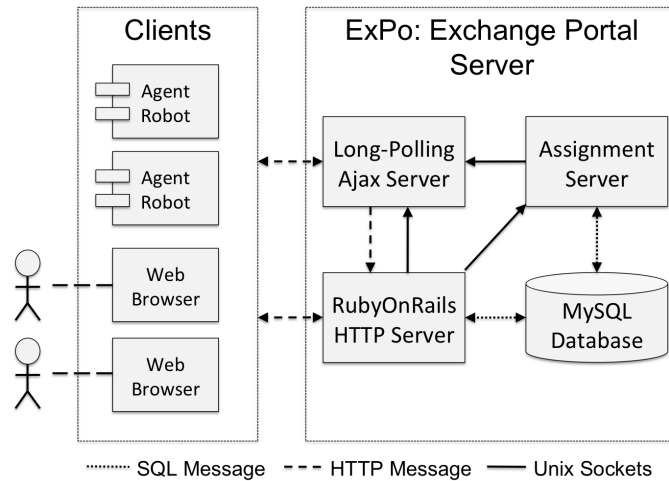 Clients
ExPo: Exchange Portal
Server
Agent
Robot
Agent
Robot
Web
Browser
Web
Browser
Long-Polling
Ajax Server
Assignment
Server
RubyOnRails
HTTP Server
MySQL
Database
SQL Message
HTTP Message
Unix Sockets